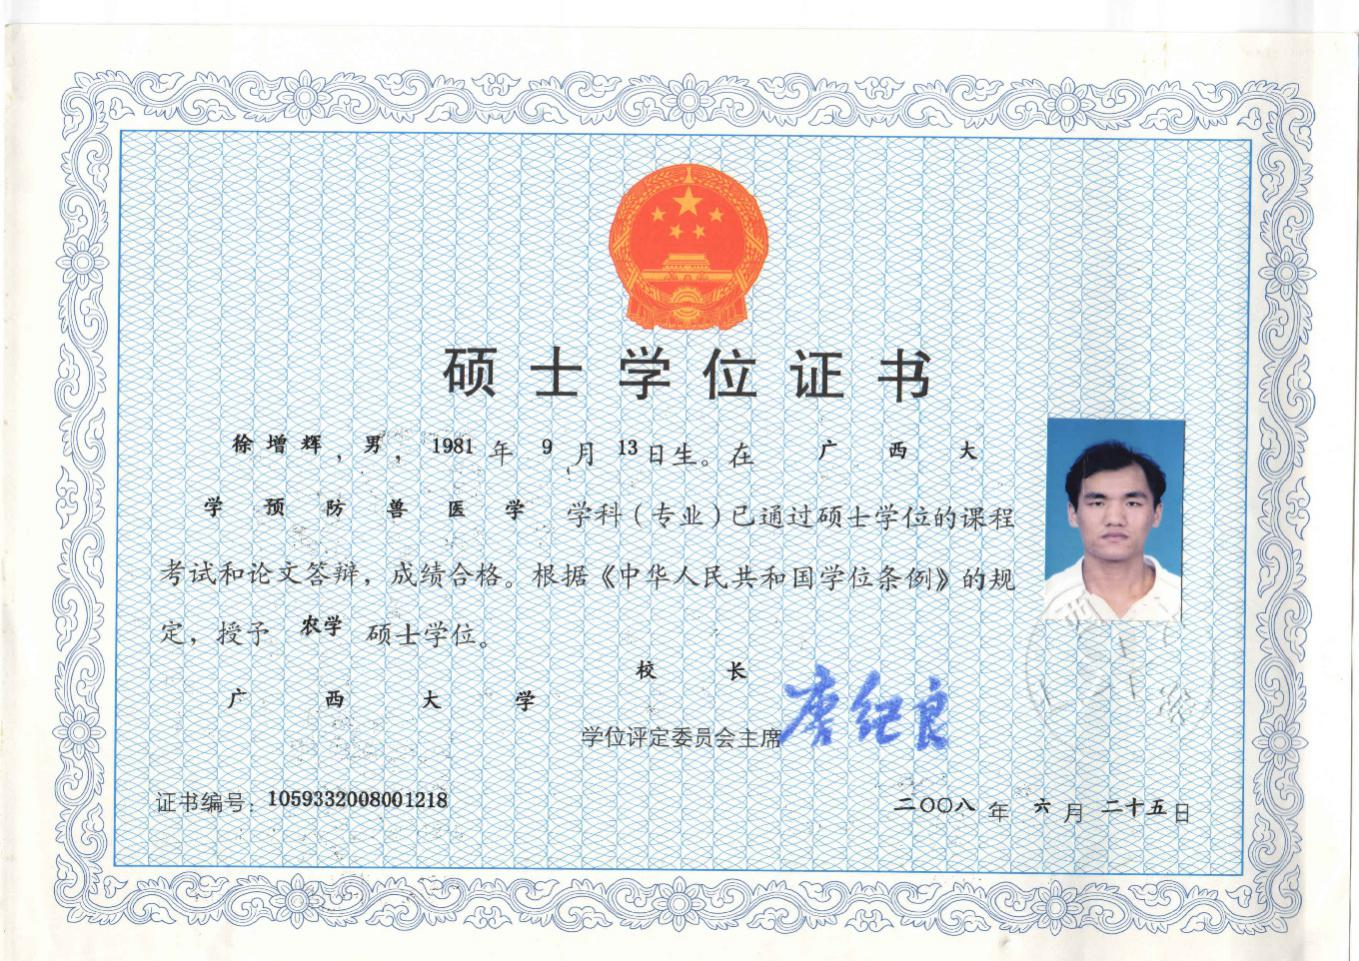 硕士学位证书
徐增辉，男，1981年9月13日生。在广西大
学预防兽医学学科（专业）已通过硕士学位的课程
考试和论文答辩，成绩合格。根据《中华人民共和国学位条例》的规
定，授予农学硕士学位。
校长
广西大学
学位评定委员会主席 唐纪良
证书编号：1059332008001218
二〇〇八年六月二十五日